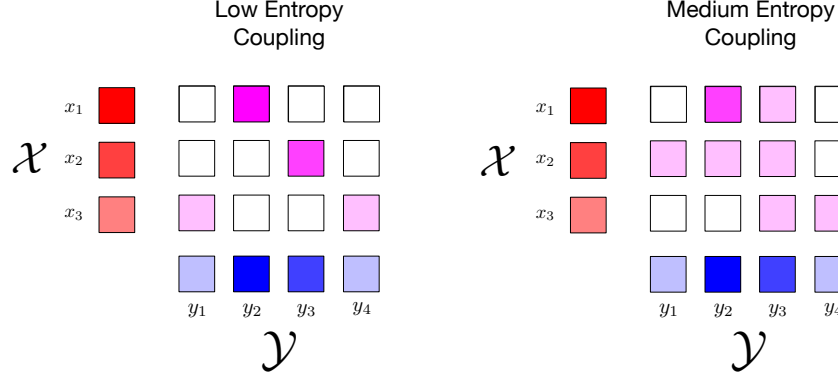 Low Entropy
Coupling
x₁
x₂
x₃
𝒳
y₁ y₂ y₃ y₄
𝒴
Medium Entropy
Coupling
x₁
x₂
x₃
𝒳
y₁ y₂ y₃ y₄
𝒴